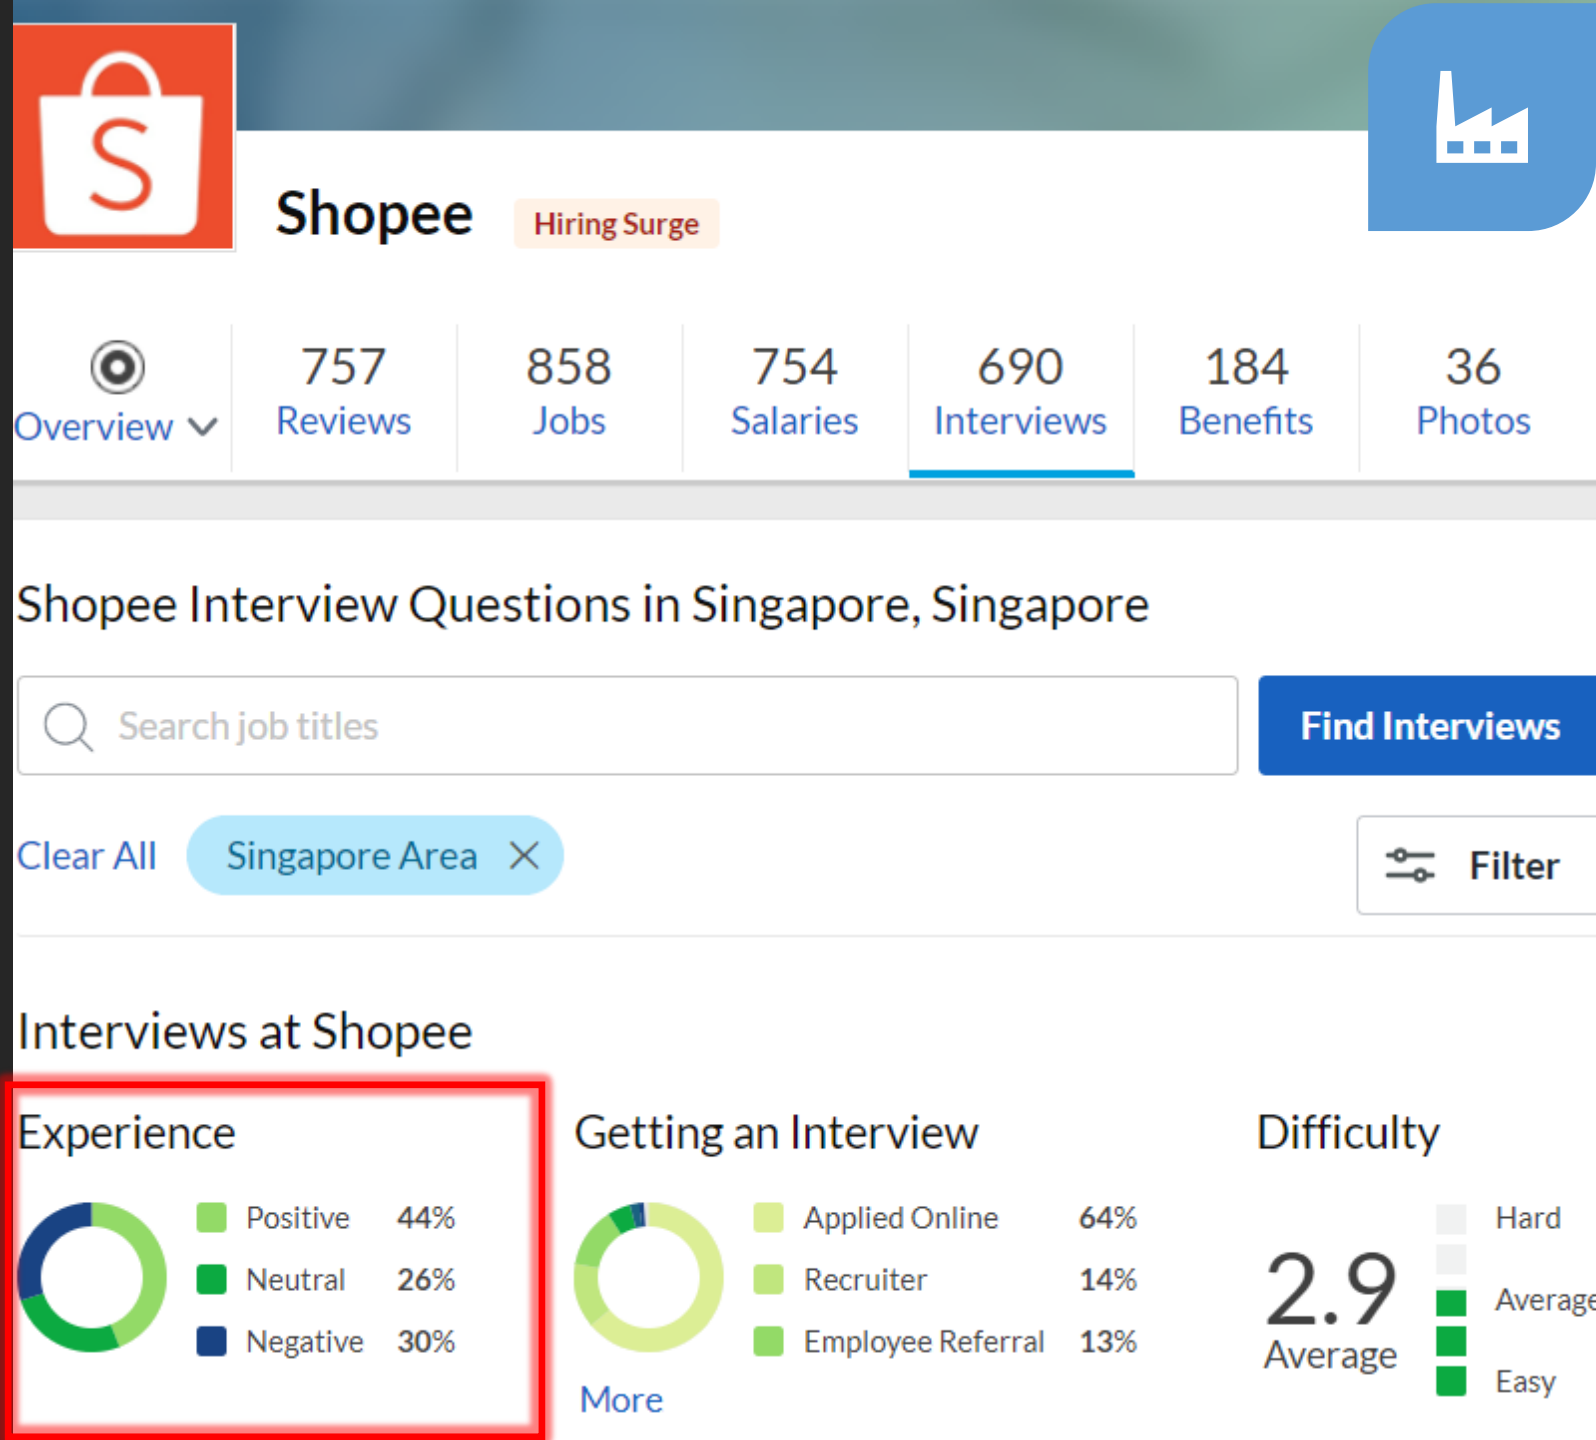 S
Shopee Hiring Surge
757 858 754 690 184 36
Overview Reviews Jobs Salaries Interviews Benefits Photos
Shopee Interview Questions in Singapore, Singapore
Search job titles Find Interviews
Clear All Singapore Area Filter
Interviews at Shopee
Experience
Positive 44%
Neutral 26%
Negative 30%
Getting an Interview
Applied Online 64%
Recruiter 14%
Employee Referral 13%
More
Difficulty
2.9
Average
Hard
Average
Easy